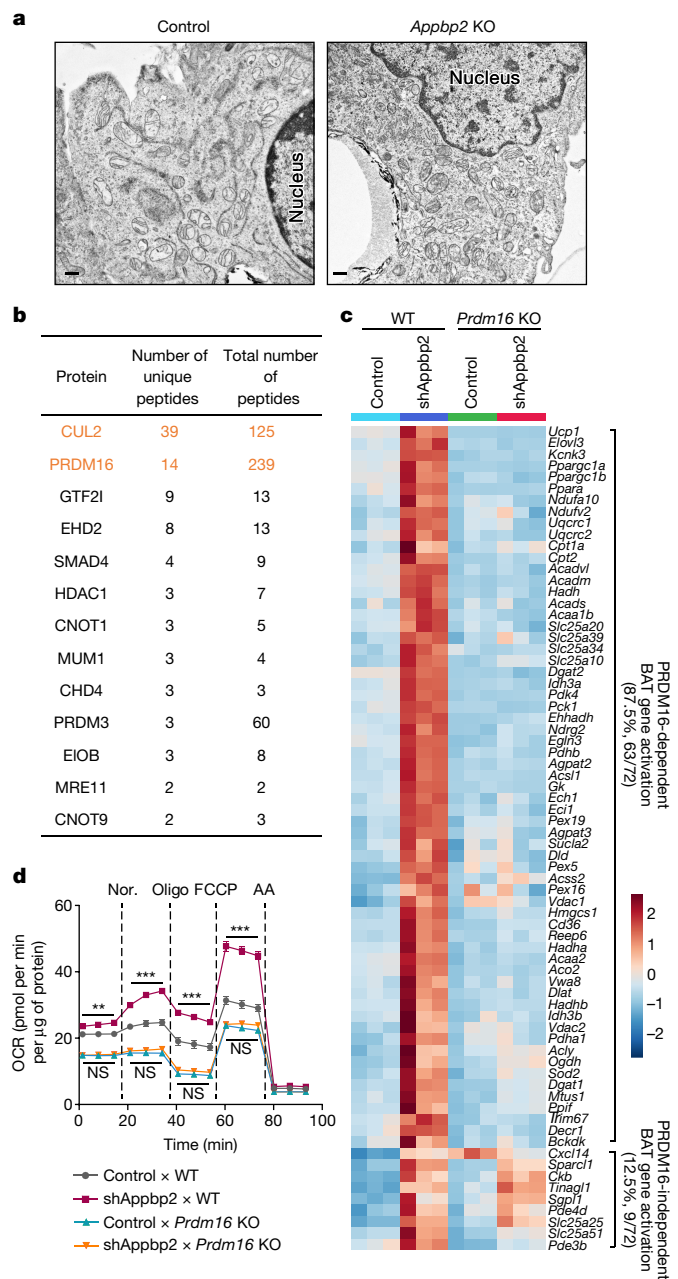 a
Control
Appbp2 KO
Nucleus
Nucleus
b
Protein
Number of
unique
peptides
Total number
of
peptides
CUL2 39 125
PRDM16 14 239
GTF2I 9 13
EHD2 8 13
SMAD4 4 9
HDAC1 3 7
CNOT1 3 5
MUM1 3 4
CHD4 3 3
PRDM3 3 60
ElOB 3 8
MRE11 2 2
CNOT9 2 3
c
WT
Prdm16 KO
Control
shAppbp2
Control
shAppbp2
Ucp1
Elovl3
Kcnk3
Ppargc1a
Ppargc1b
Ppara
Ndufa10
Ndufv2
Uqcrc1
Uqcrc2
Cpt1a
Cpt2
Acadvl
Acadm
Hadh
Acads
Acaa1b
Slc25a20
Slc25a39
Slc25a34
Slc25a10
Dgat2
Idh3a
Pdk4
Pck1
Ehhadh
Ndrg2
Egln3
Pdhb
Agpat2
Acsl1
Gk
Ech1
Eci1
Pex19
Agpat3
Sucla2
Dld
Pex5
Acss2
Pex16
Vdac1
Hmgcs1
Cd36
Reep6
Hadha
Acaa2
Aco2
Vwa8
Dlat
Hadhb
Idh3b
Vdac2
Pdha1
Acly
Ogdh
Sod2
Dgat1
Mtus1
Ppif
Trim67
Decr1
Bckdk
Cxcl14
Sparcl1
Ckb
Tinagl1
Sgpl1
Pde4d
Slc25a25
Slc25a51
Pde3b
PRDM16-dependent
BAT gene activation
(87.5%, 63/72)
2
1
0
−1
−2
PRDM16-independent
BAT gene activation
(12.5%, 9/72)
d
Nor. Oligo FCCP AA
60
40
20
0
OCR (pmol per min
per µg of protein)
** *** *** ***
NS NS NS NS
0 20 40 60 80 100
Time (min)
Control × WT
shAppbp2 × WT
Control × Prdm16 KO
shAppbp2 × Prdm16 KO